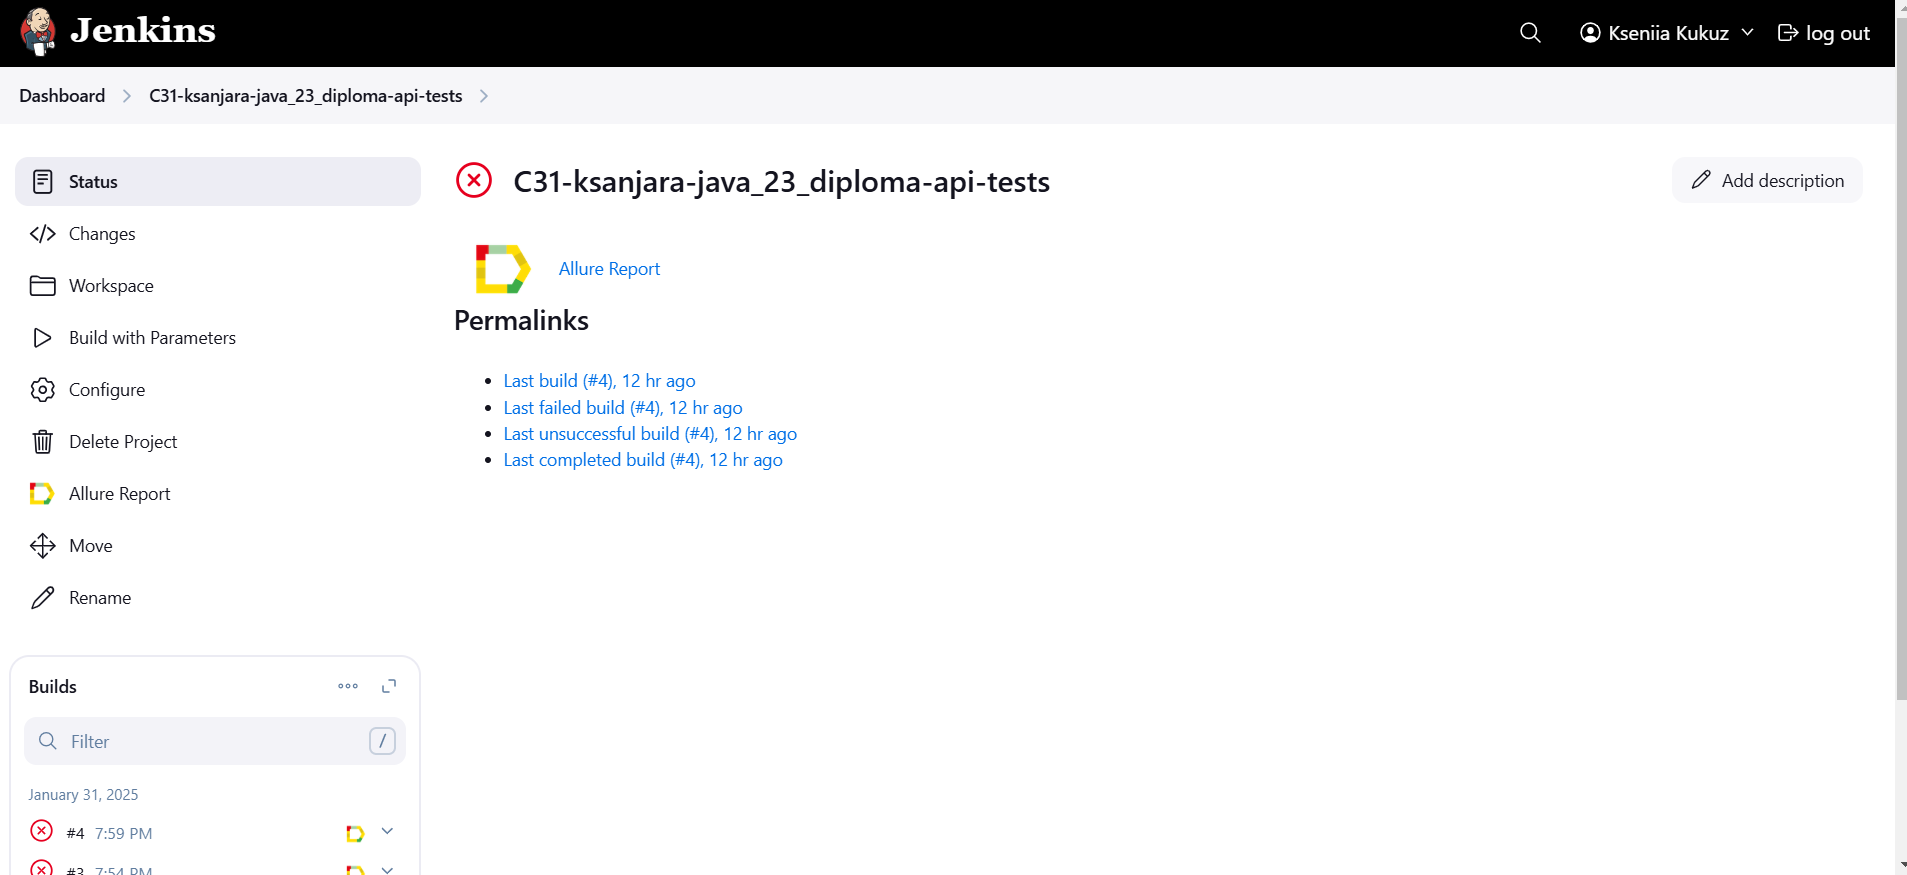 Jenkins
Kseniia Kukuz
log out
Dashboard
C31-ksanjara-java_23_diploma-api-tests
Status
Changes
Workspace
Build with Parameters
Configure
Delete Project
Allure Report
Move
Rename
Builds
Filter
/
January 31, 2025
#4 7:59 PM
#3 7:54 PM
C31-ksanjara-java_23_diploma-api-tests
Add description
Allure Report
Permalinks
Last build (#4), 12 hr ago
Last failed build (#4), 12 hr ago
Last unsuccessful build (#4), 12 hr ago
Last completed build (#4), 12 hr ago